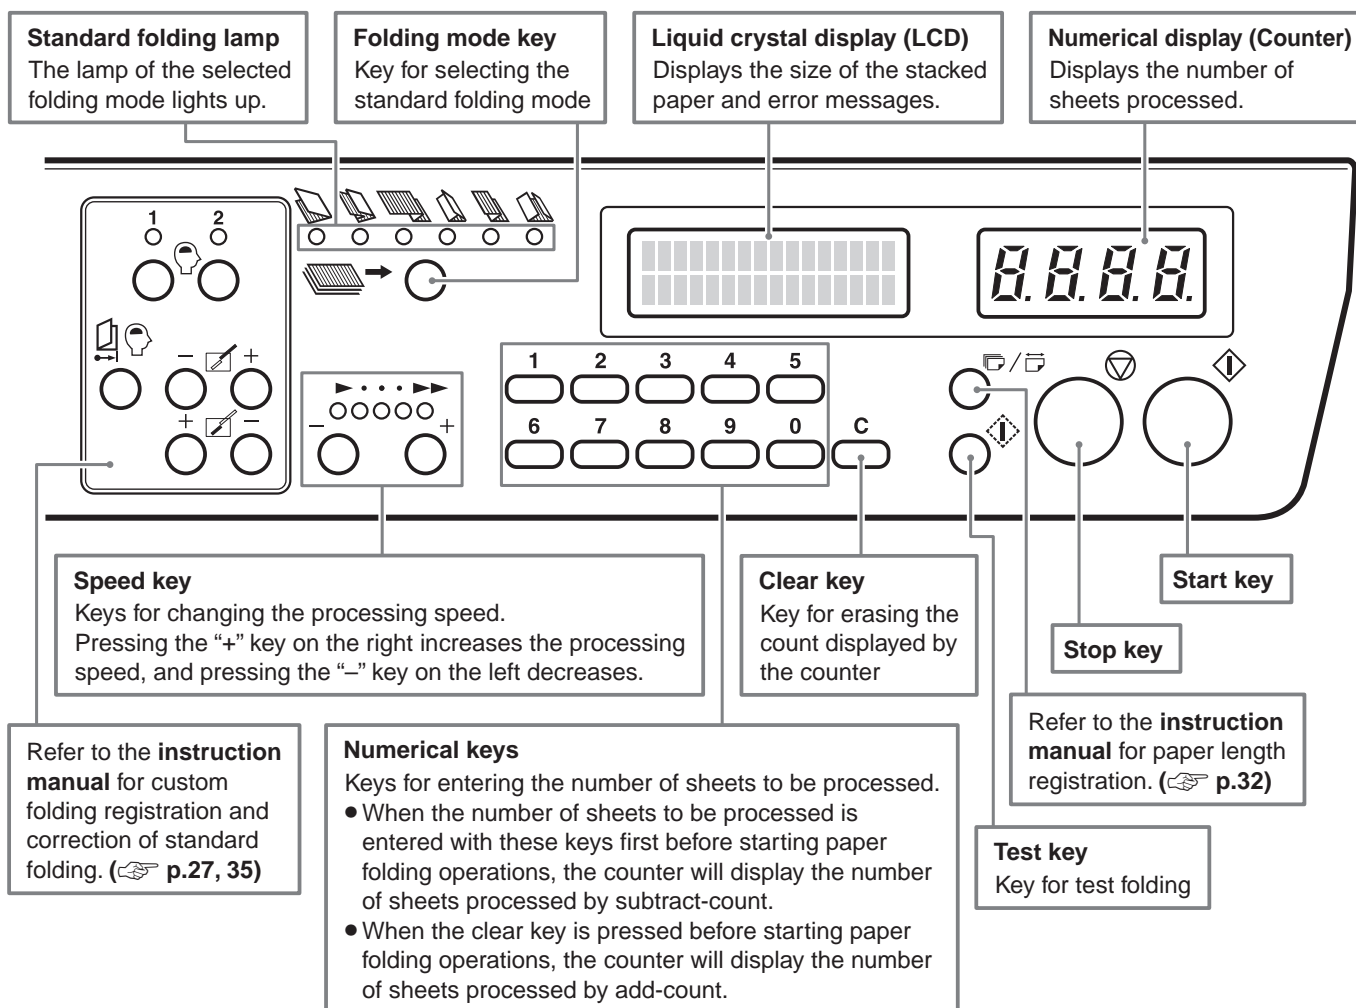 Standard folding lamp
The lamp of the selected
folding mode lights up.
Folding mode key
Key for selecting the
standard folding mode
Liquid crystal display (LCD)
Displays the size of the stacked
paper and error messages.
Numerical display (Counter)
Displays the number of
sheets processed.
1 2
8.8.8.8.
– +
+ –
– +
1 2 3 4 5
6 7 8 9 0 C
Speed key
Keys for changing the processing speed.
Pressing the “+” key on the right increases the processing
speed, and pressing the “–” key on the left decreases.
Clear key
Key for erasing the
count displayed by
the counter
Start key
Stop key
Refer to the instruction
manual for custom
folding registration and
correction of standard
folding. (☞ p.27, 35)
Numerical keys
Keys for entering the number of sheets to be processed.
● When the number of sheets to be processed is
entered with these keys first before starting paper
folding operations, the counter will display the number
of sheets processed by subtract-count.
● When the clear key is pressed before starting paper
folding operations, the counter will display the number
of sheets processed by add-count.
Refer to the instruction
manual for paper length
registration. (☞ p.32)
Test key
Key for test folding